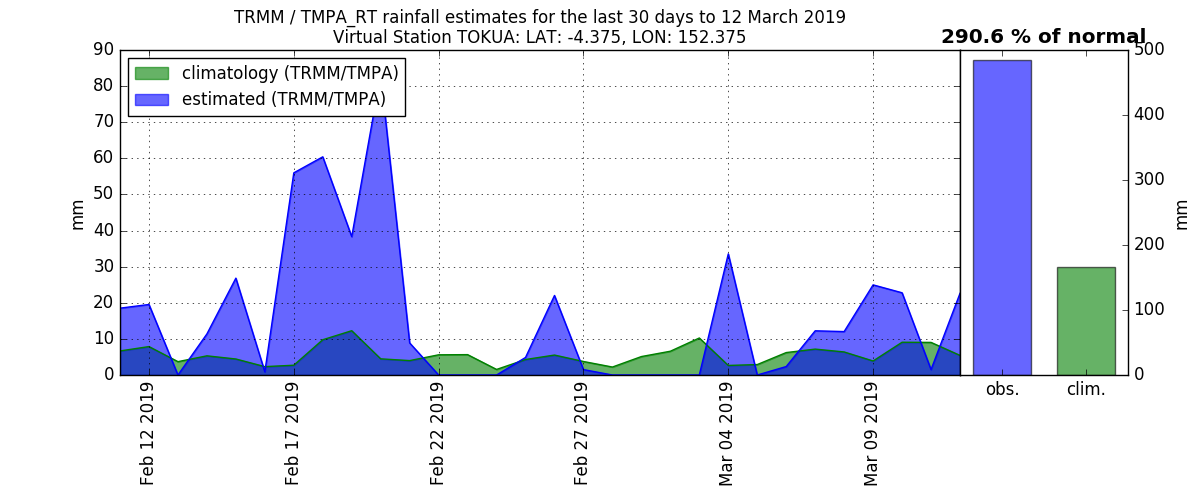 TRMM / TMPA_RT rainfall estimates for the last 30 days to 12 March 2019
Virtual Station TOKUA: LAT: -4.375, LON: 152.375
290.6 % of normal
climatology (TRMM/TMPA)
estimated (TRMM/TMPA)
90
80
70
60
50
40
30
20
10
0
mm
Feb 12 2019
Feb 17 2019
Feb 22 2019
Feb 27 2019
Mar 04 2019
Mar 09 2019
500
400
300
200
100
0
mm
obs.
clim.